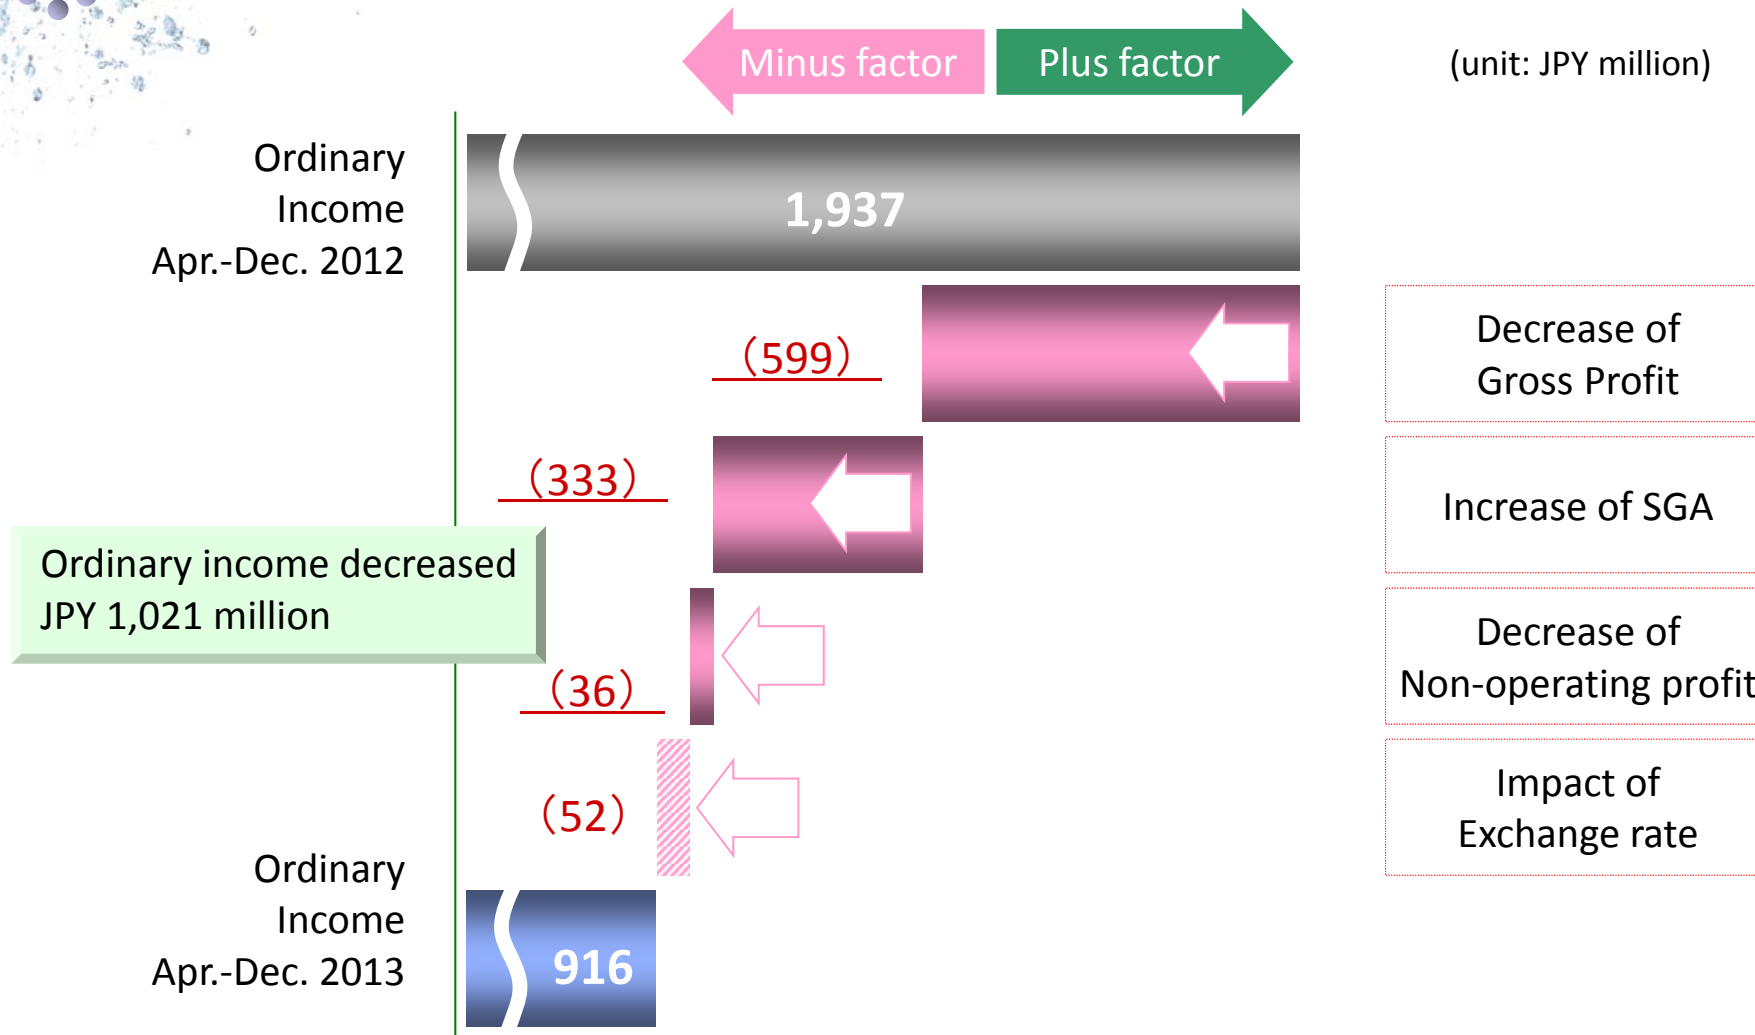 Minus factor
Plus factor
(unit: JPY million)
Ordinary
Income
Apr.-Dec. 2012
1,937
（599）
Decrease of
Gross Profit
（333）
Increase of SGA
Ordinary income decreased
JPY 1,021 million
（36）
Decrease of
Non-operating profit
（52）
Impact of
Exchange rate
Ordinary
Income
Apr.-Dec. 2013
916